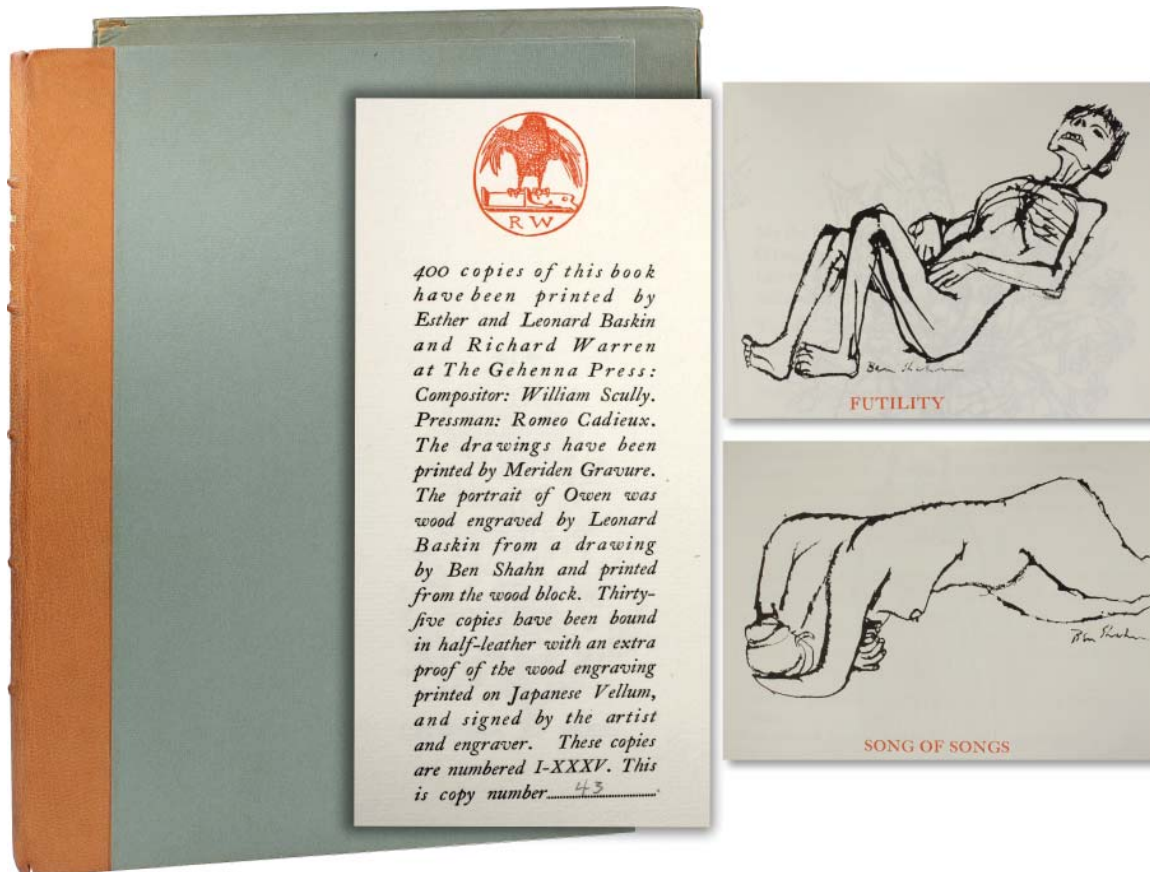 R W
400 copies of this book
have been printed by
Esther and Leonard Baskin
and Richard Warren
at The Gehenna Press:
Compositor: William Scully.
Pressman: Romeo Cadieux.
The drawings have been
printed by Meriden Gravure.
The portrait of Owen was
wood engraved by Leonard
Baskin from a drawing
by Ben Shahn and printed
from the wood block. Thirty-
five copies have been bound
in half-leather with an extra
proof of the wood engraving
printed on Japanese Vellum,
and signed by the artist
and engraver. These copies
are numbered I-XXXV. This
is copy number 43
Ben Shahn
FUTILITY
Ben Shahn
SONG OF SONGS